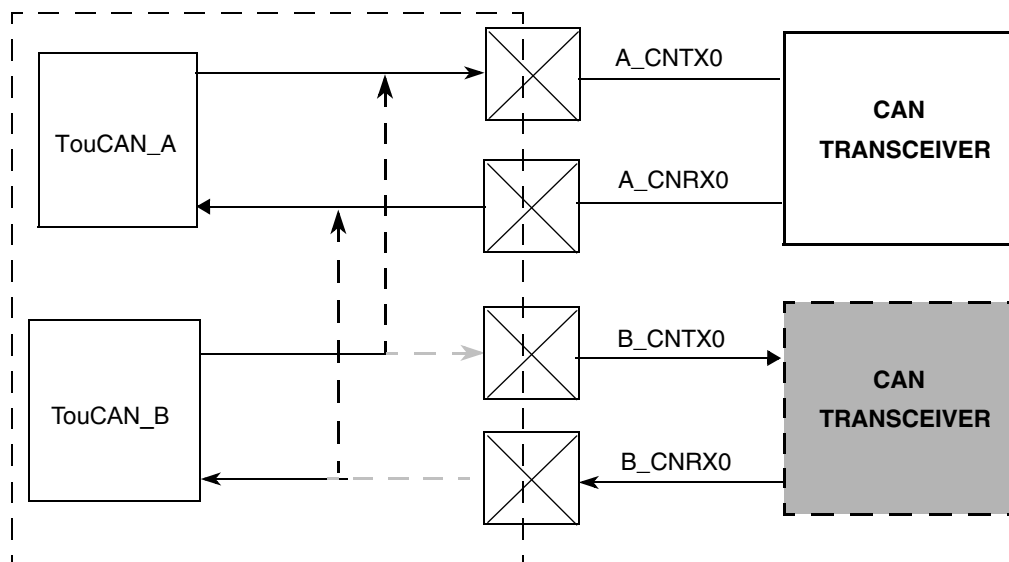 A_CNTX0
CAN
TRANSCEIVER
TouCAN_A
A_CNRX0
B_CNTX0
CAN
TRANSCEIVER
TouCAN_B
B_CNRX0